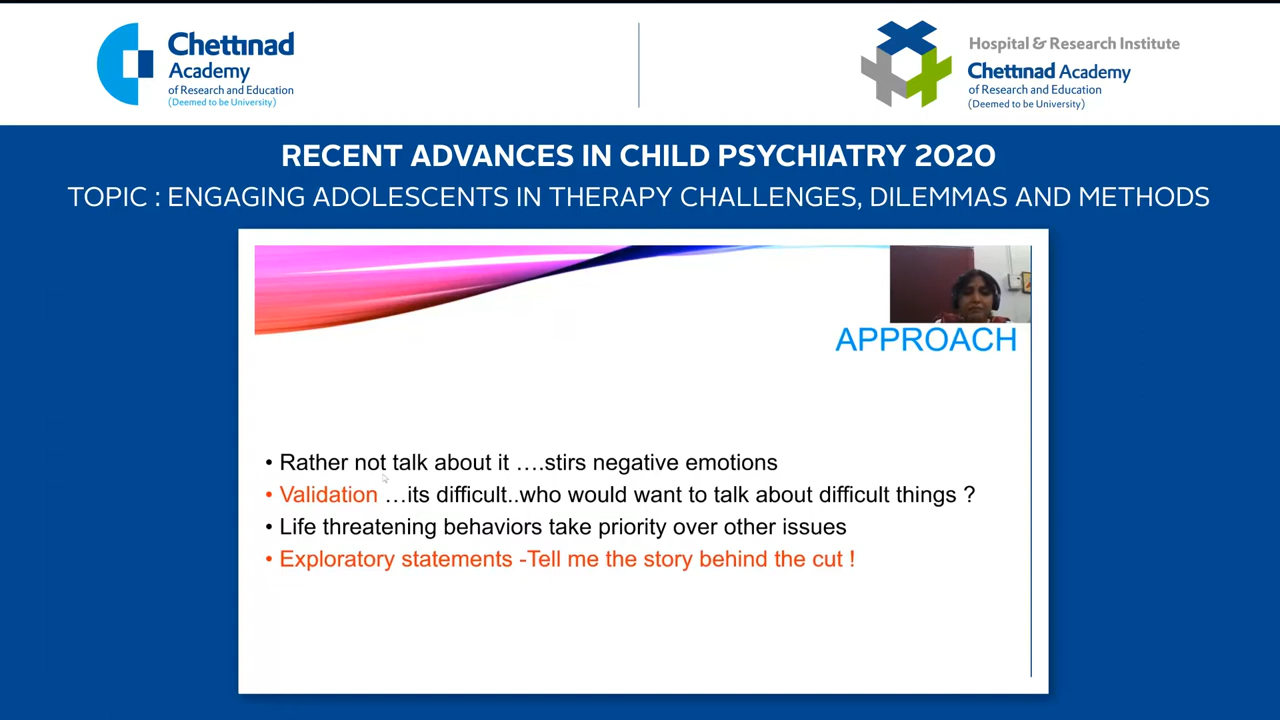 Chettinad
Academy
of Research and Education
(Deemed to be University)
Hospital & Research Institute
Chettinad Academy
of Research and Education
(Deemed to be University)
RECENT ADVANCES IN CHILD PSYCHIATRY 2020
TOPIC : ENGAGING ADOLESCENTS IN THERAPY CHALLENGES, DILEMMAS AND METHODS
APPROACH
• Rather not talk about it ….stirs negative emotions
• Validation …its difficult..who would want to talk about difficult things ?
• Life threatening behaviors take priority over other issues
• Exploratory statements -Tell me the story behind the cut !